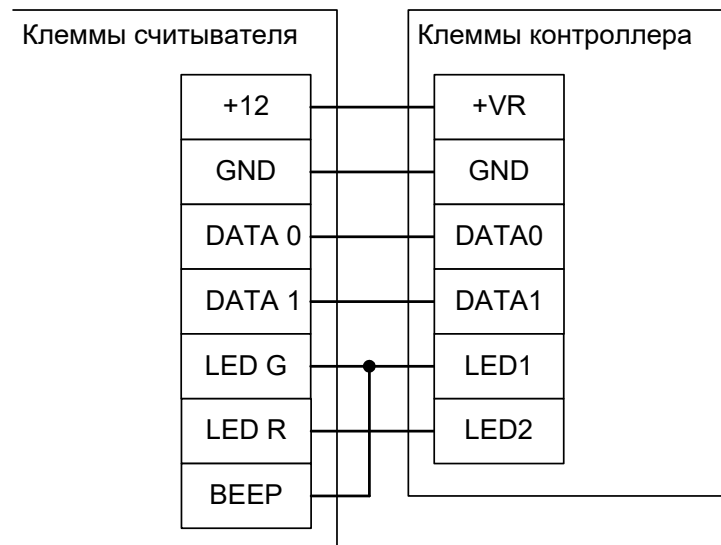 Клеммы считывателя
Клеммы контроллера
+12
+VR
GND
GND
DATA 0
DATA0
DATA 1
DATA1
LED G
LED1
LED R
LED2
BEEP